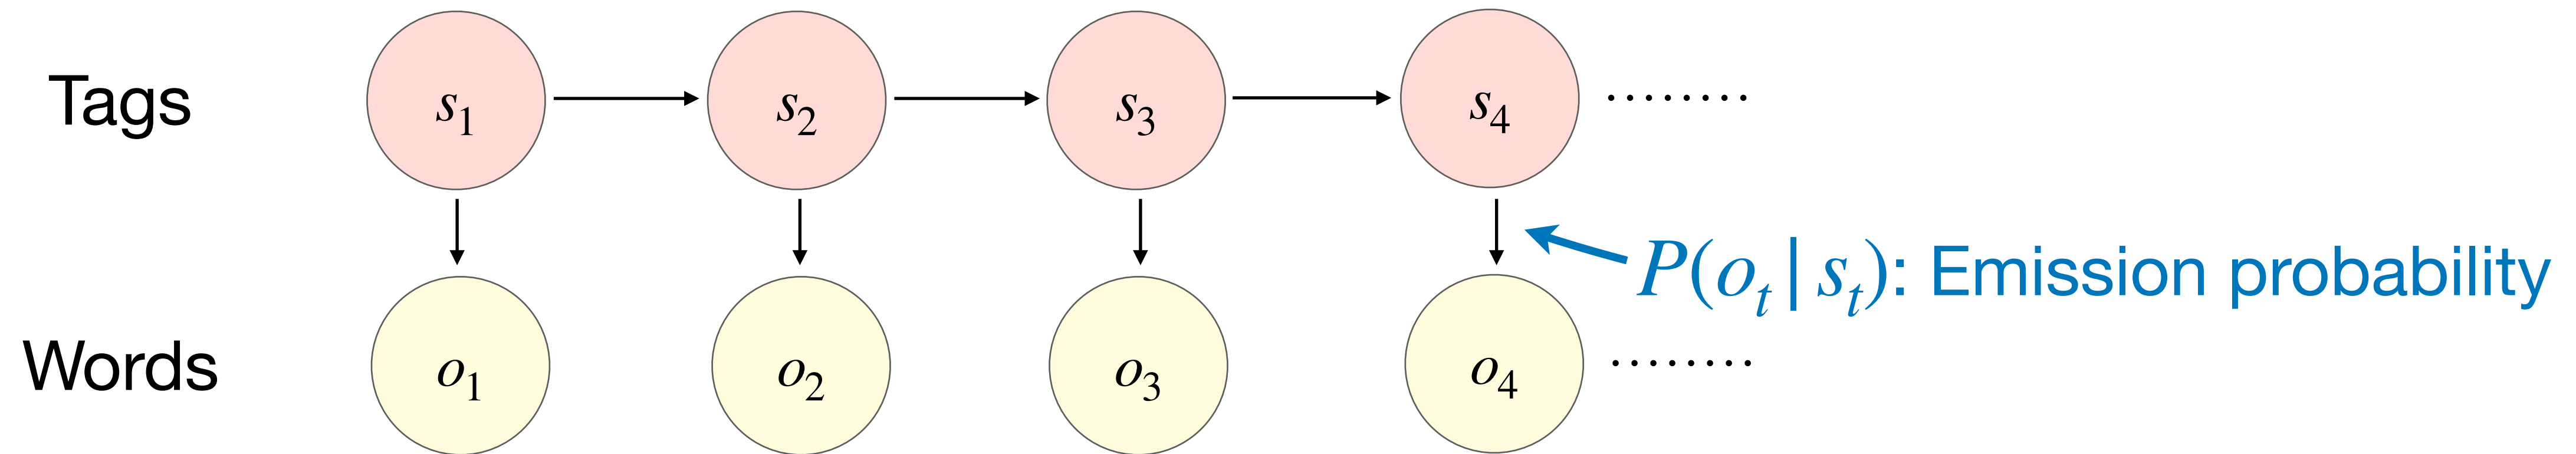 Tags s₁ s₂ s₃ s₄ ........
P(oₜ | sₜ): Emission probability
Words o₁ o₂ o₃ o₄ ........